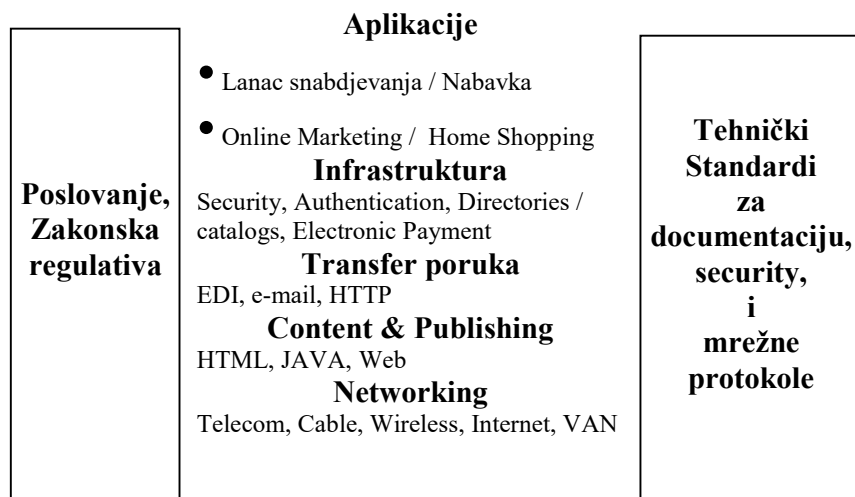 Poslovanje,
Zakonska
regulativa
Aplikacije
• Lanac snabdjevanja / Nabavka
• Online Marketing / Home Shopping
Infrastruktura
Security, Authentication, Directories /
catalogs, Electronic Payment
Transfer poruka
EDI, e-mail, HTTP
Content & Publishing
HTML, JAVA, Web
Networking
Telecom, Cable, Wireless, Internet, VAN
Tehnički
Standardi
za
documentaciju,
security,
i
mrežne
protokole